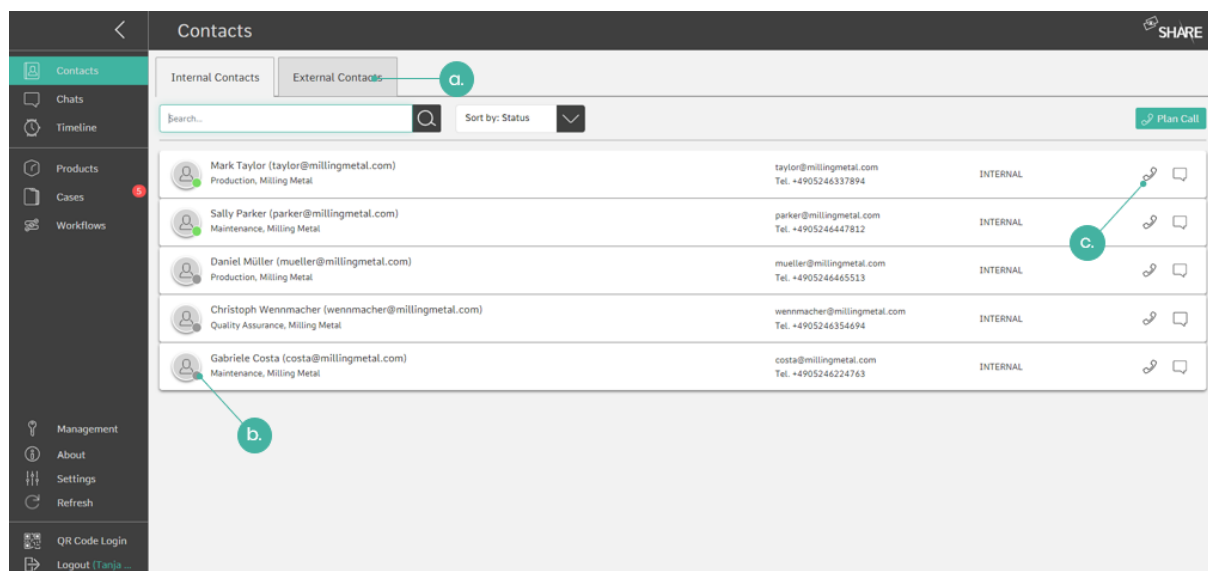 Contacts
SHARE
Contacts
Chats
Timeline
Products
Cases
5
Workflows
Management
About
Settings
Refresh
QR Code Login
Logout (Tanja ...
Internal Contacts
External Contacts
a.
Search...
Sort by: Status
Plan Call
Mark Taylor (taylor@millingmetal.com)
Production, Milling Metal
taylor@millingmetal.com
Tel. +4905246337894
INTERNAL
Sally Parker (parker@millingmetal.com)
Maintenance, Milling Metal
parker@millingmetal.com
Tel. +4905246447812
INTERNAL
c.
Daniel Müller (mueller@millingmetal.com)
Production, Milling Metal
mueller@millingmetal.com
Tel. +4905246465513
INTERNAL
Christoph Wennmacher (wennmacher@millingmetal.com)
Quality Assurance, Milling Metal
wennmacher@millingmetal.com
Tel. +4905246354694
INTERNAL
Gabriele Costa (costa@millingmetal.com)
Maintenance, Milling Metal
costa@millingmetal.com
Tel. +4905246224763
INTERNAL
b.